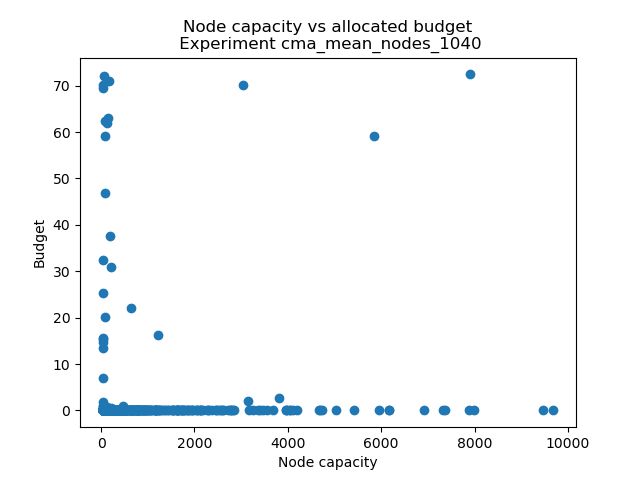 Node capacity vs allocated budget
Experiment cma_mean_nodes_1040
70
60
50
40
30
20
10
0
Budget
0 2000 4000 6000 8000 10000
Node capacity